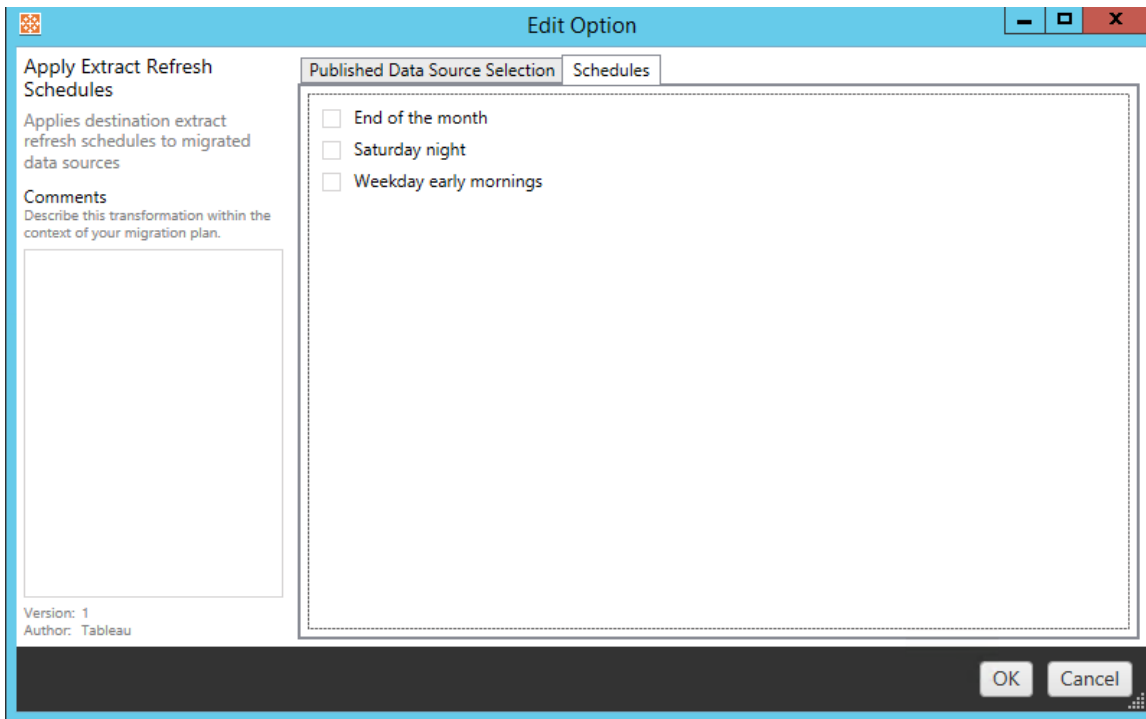 Edit Option
Apply Extract Refresh
Schedules
Applies destination extract
refresh schedules to migrated
data sources
Comments
Describe this transformation within the
context of your migration plan.
Version: 1
Author: Tableau
Published Data Source Selection
Schedules
End of the month
Saturday night
Weekday early mornings
OK
Cancel